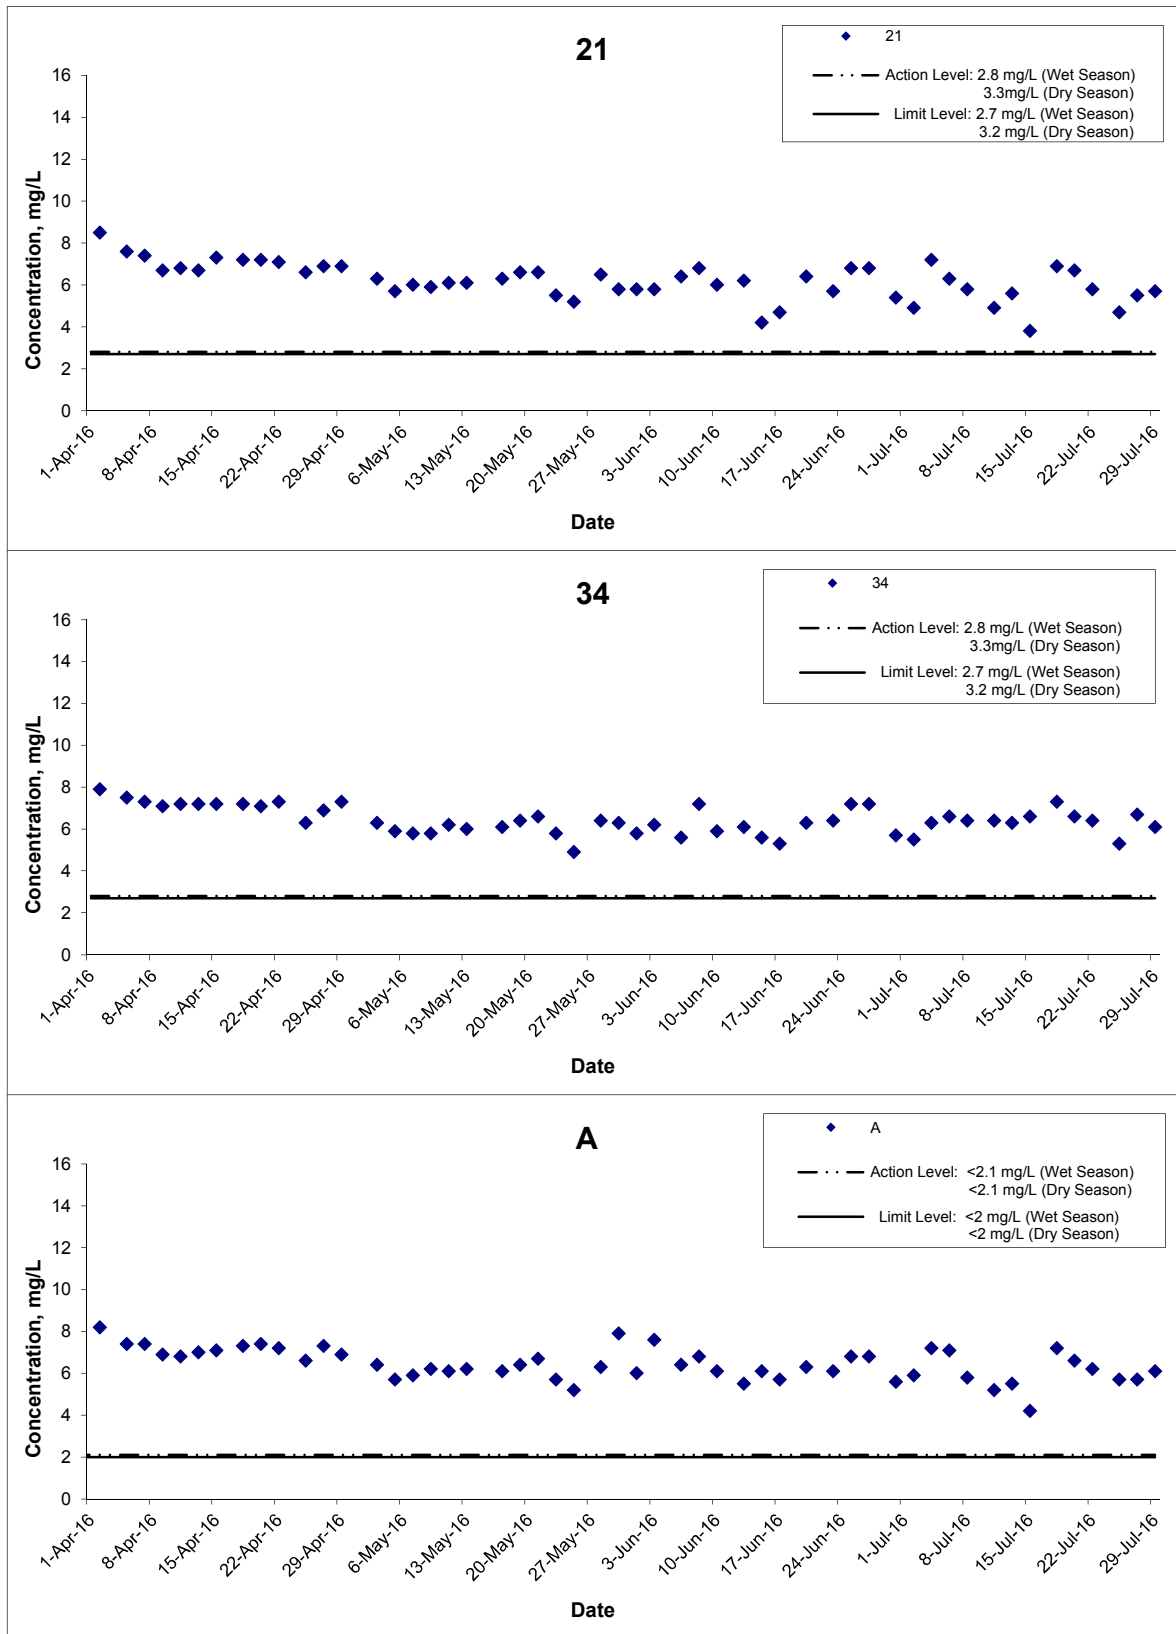 21
21
Action Level: 2.8 mg/L (Wet Season)
3.3mg/L (Dry Season)
Limit Level: 2.7 mg/L (Wet Season)
3.2 mg/L (Dry Season)
Concentration, mg/L
16
14
12
10
8
6
4
2
0
1-Apr-16
8-Apr-16
15-Apr-16
22-Apr-16
29-Apr-16
6-May-16
13-May-16
20-May-16
27-May-16
3-Jun-16
10-Jun-16
17-Jun-16
24-Jun-16
1-Jul-16
8-Jul-16
15-Jul-16
22-Jul-16
29-Jul-16
Date
34
34
Action Level: 2.8 mg/L (Wet Season)
3.3mg/L (Dry Season)
Limit Level: 2.7 mg/L (Wet Season)
3.2 mg/L (Dry Season)
Concentration, mg/L
16
14
12
10
8
6
4
2
0
1-Apr-16
8-Apr-16
15-Apr-16
22-Apr-16
29-Apr-16
6-May-16
13-May-16
20-May-16
27-May-16
3-Jun-16
10-Jun-16
17-Jun-16
24-Jun-16
1-Jul-16
8-Jul-16
15-Jul-16
22-Jul-16
29-Jul-16
Date
A
A
Action Level: <2.1 mg/L (Wet Season)
<2.1 mg/L (Dry Season)
Limit Level: <2 mg/L (Wet Season)
<2 mg/L (Dry Season)
Concentration, mg/L
16
14
12
10
8
6
4
2
0
1-Apr-16
8-Apr-16
15-Apr-16
22-Apr-16
29-Apr-16
6-May-16
13-May-16
20-May-16
27-May-16
3-Jun-16
10-Jun-16
17-Jun-16
24-Jun-16
1-Jul-16
8-Jul-16
15-Jul-16
22-Jul-16
29-Jul-16
Date